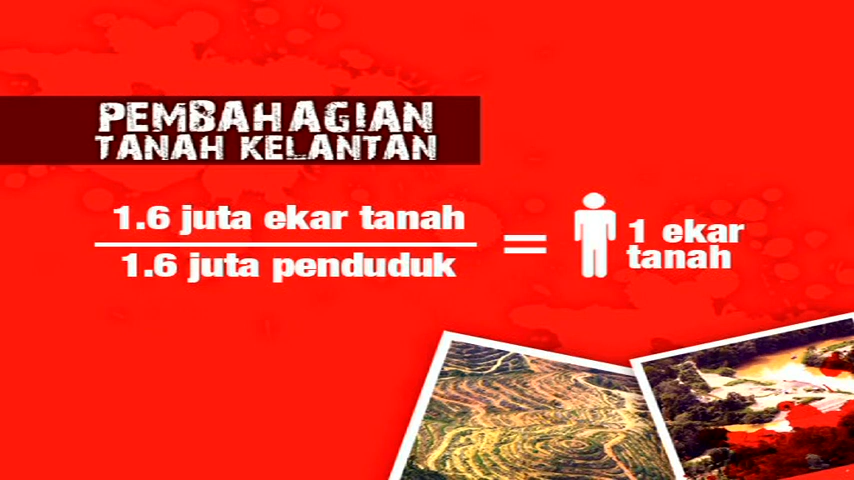 PEMBAHAGIAN
TANAH KELANTAN
1.6 juta ekar tanah
1.6 juta penduduk
=
1 ekar
tanah